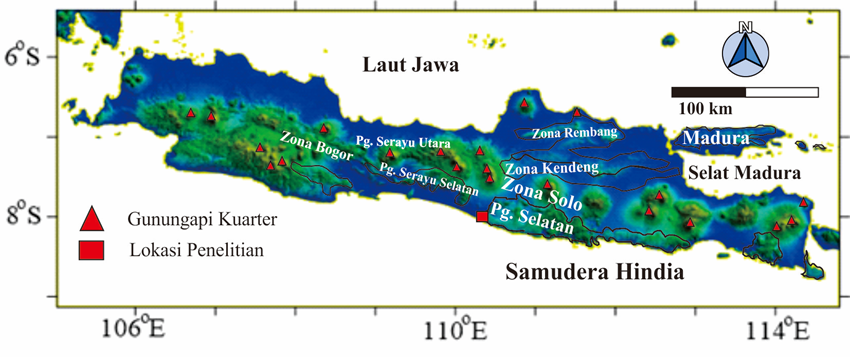 6°S
8°S
106°E
110°E
114°E
N
100 km
Laut Jawa
Zona Rembang
Madura
Pg. Serayu Utara
Zona Bogor
Zona Kendeng
Selat Madura
Pg. Serayu Selatan
Zona Solo
Pg. Selatan
Samudera Hindia
Gunungapi Kuarter
Lokasi Penelitian